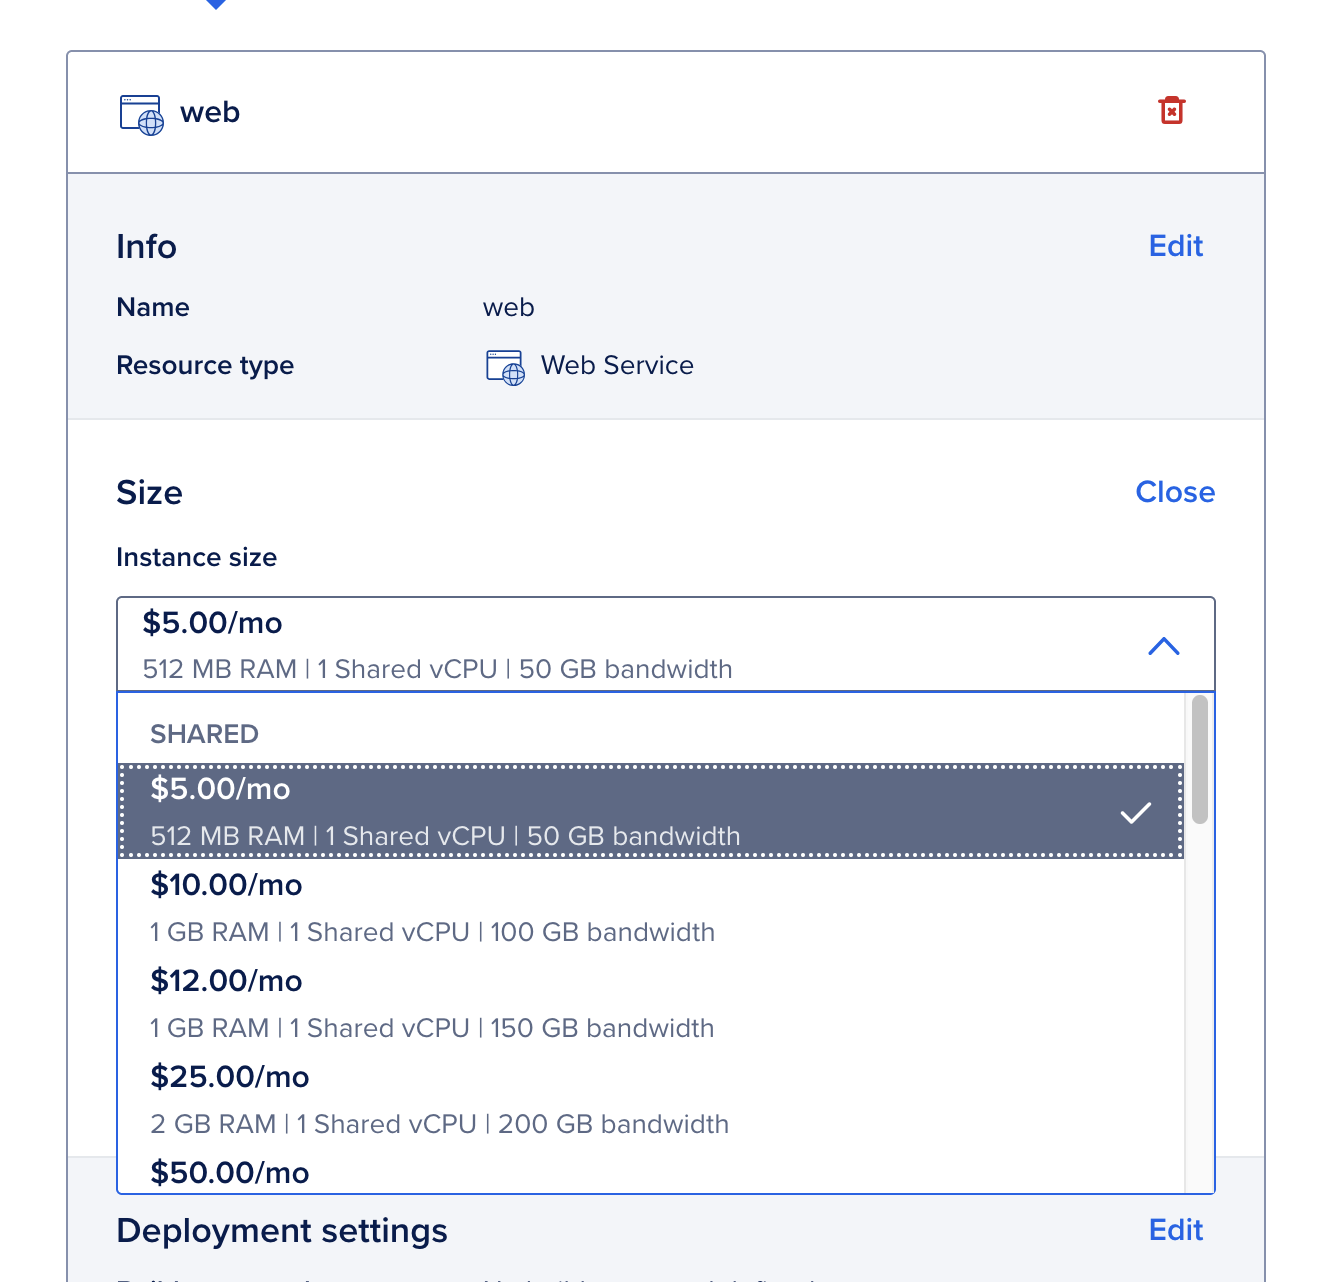 web
Info
Edit
Name
web
Resource type
Web Service
Size
Close
Instance size
$5.00/mo
512 MB RAM | 1 Shared vCPU | 50 GB bandwidth
SHARED
$5.00/mo
512 MB RAM | 1 Shared vCPU | 50 GB bandwidth
$10.00/mo
1 GB RAM | 1 Shared vCPU | 100 GB bandwidth
$12.00/mo
1 GB RAM | 1 Shared vCPU | 150 GB bandwidth
$25.00/mo
2 GB RAM | 1 Shared vCPU | 200 GB bandwidth
$50.00/mo
Deployment settings
Edit